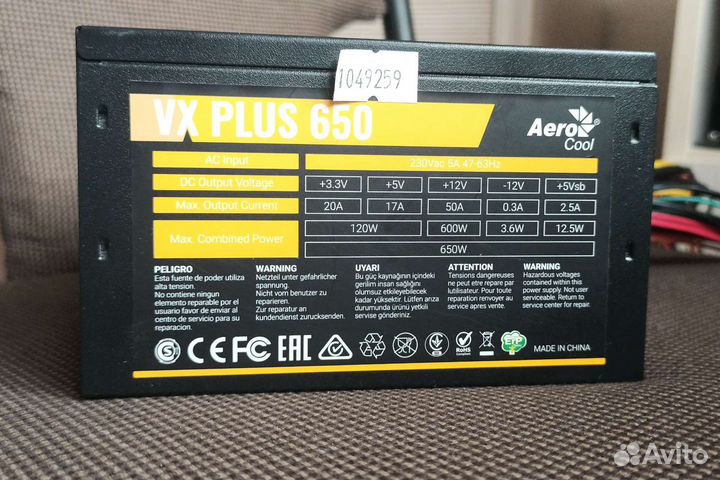 1049259
VX PLUS 650
Aero
Cool
AC Input 230Vac 5A 47-63Hz
DC Output Voltage +3.3V +5V +12V -12V +5Vsb
Max. Output Current 20A 17A 50A 0.3A 2.5A
Max. Combined Power 120W 600W 3.6W 12.5W
650W
PELIGRO
Esta fuente de poder utiliza
alta tension.
No contiene ningun
elemento reparable por el
usuario favor de enviar al
centro de servicio para su
reparacion.
WARNING
Netzteil unter gefahrlicher
spannung.
Nicht vom benutzer zu
reparieren.
Zur reparatur an
kundendienst zurucksenden.
UYARI
Bu güç kaynağının içindeki
gerilim insan sağlığını
olumsuz etkileyebilecek
kadar yüksektir. Lütfen arıza
durumunda ürünü yetkili
servise gönderiniz.
ATTENTION
Tensions dangereuses
ne peut etre repare par
l'utilisateur. Pour toute
reparation renvoyer au
service apres vente.
WARNING
Hazardous voltages
contained within this
power supply. Not user
serviceable. Return to
service center for repair.
S CE FC EAC RoHS
Compliant ErP MADE IN CHINA
Avito